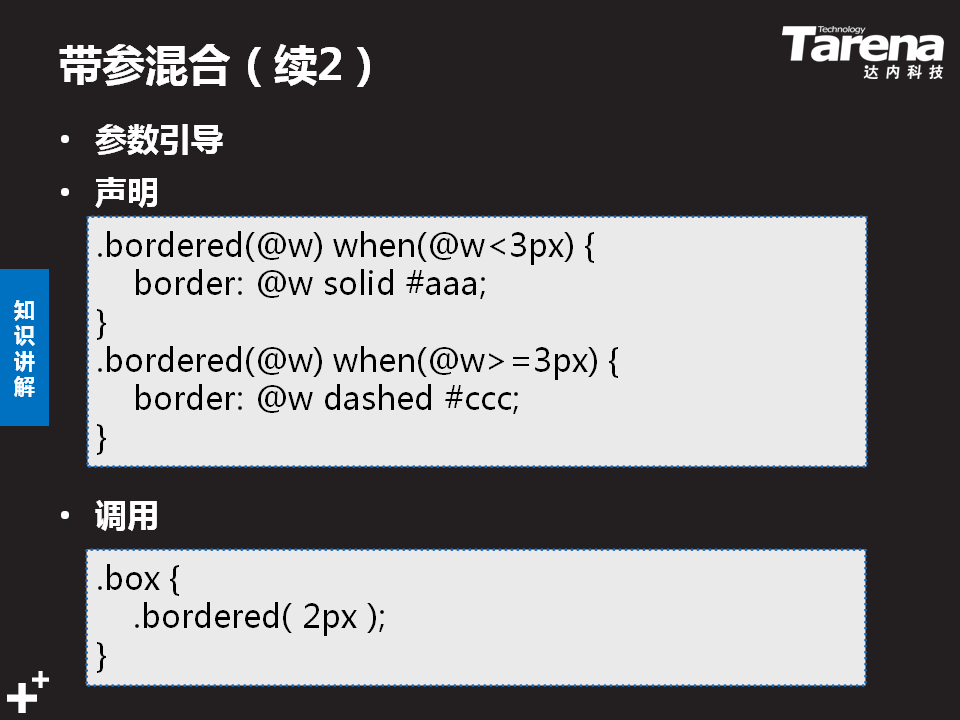 带参混合（续2）
Technology
Tarena
达内科技
• 参数引导
• 声明
.bordered(@w) when(@w<3px) {
border: @w solid #aaa;
}
.bordered(@w) when(@w>=3px) {
border: @w dashed #ccc;
}
知识讲解
• 调用
.box {
.bordered( 2px );
}